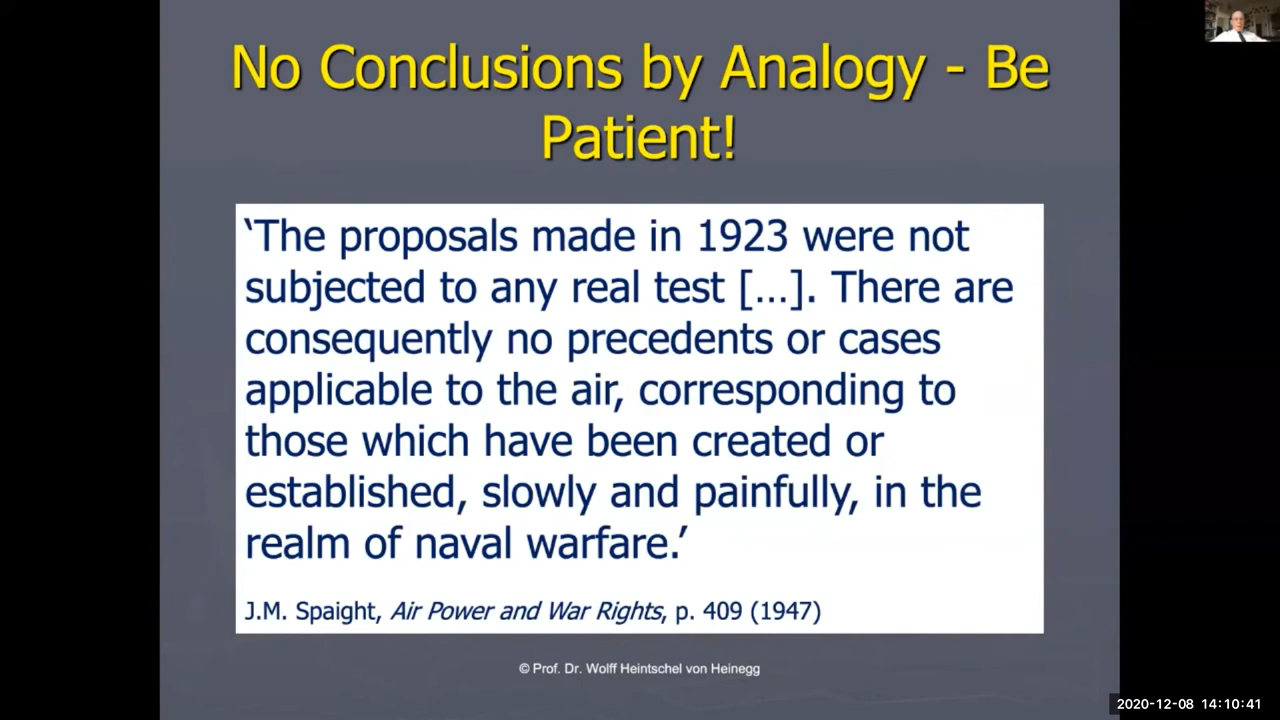 No Conclusions by Analogy - Be
Patient!
‘The proposals made in 1923 were not
subjected to any real test [...]. There are
consequently no precedents or cases
applicable to the air, corresponding to
those which have been created or
established, slowly and painfully, in the
realm of naval warfare.’
J.M. Spaight, Air Power and War Rights, p. 409 (1947)
© Prof. Dr. Wolff Heintschel von Heinegg
2020-12-08 14:10:41